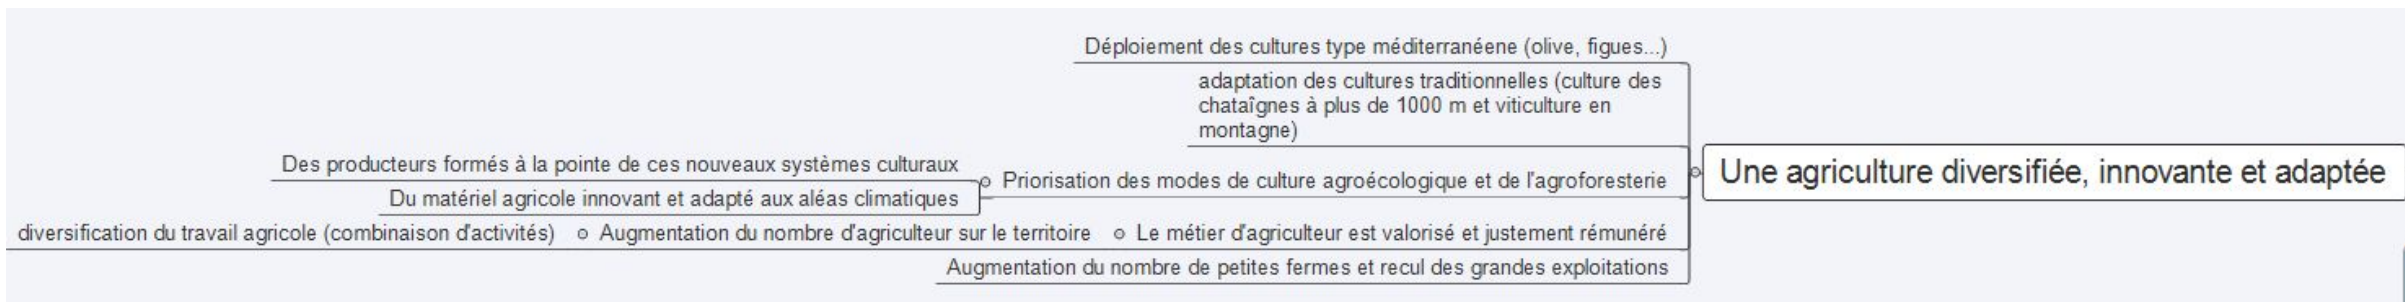 Déploiement des cultures type méditerranéene (olive, figues...)
adaptation des cultures traditionnelles (culture des
chataîgnes à plus de 1000 m et viticulture en
montagne)
Des producteurs formés à la pointe de ces nouveaux systèmes culturaux
Du matériel agricole innovant et adapté aux aléas climatiques
Priorisation des modes de culture agroécologique et de l'agroforesterie
Une agriculture diversifiée, innovante et adaptée
diversification du travail agricole (combinaison d'activités)
Augmentation du nombre d'agriculteur sur le territoire
Le métier d'agriculteur est valorisé et justement rémunéré
Augmentation du nombre de petites fermes et recul des grandes exploitations